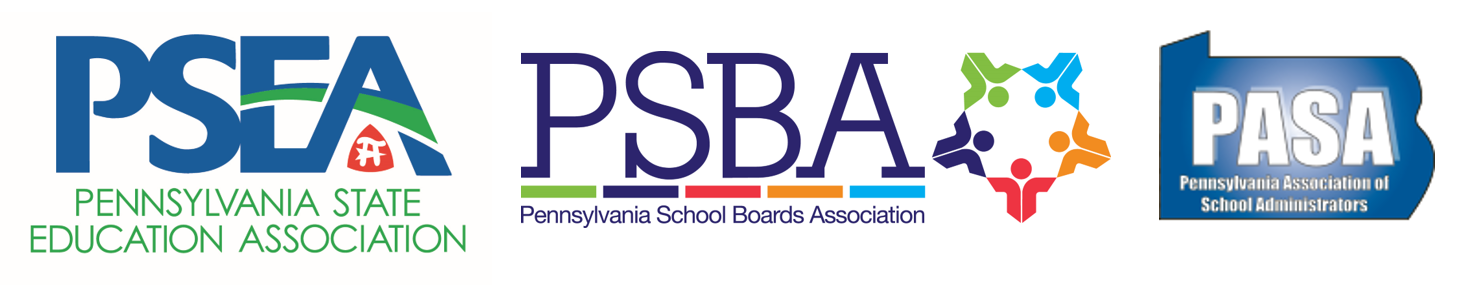 PSEA
PENNSYLVANIA STATE
EDUCATION ASSOCIATION
PSBA
Pennsylvania School Boards Association
PASA
Pennsylvania Association of
School Administrators